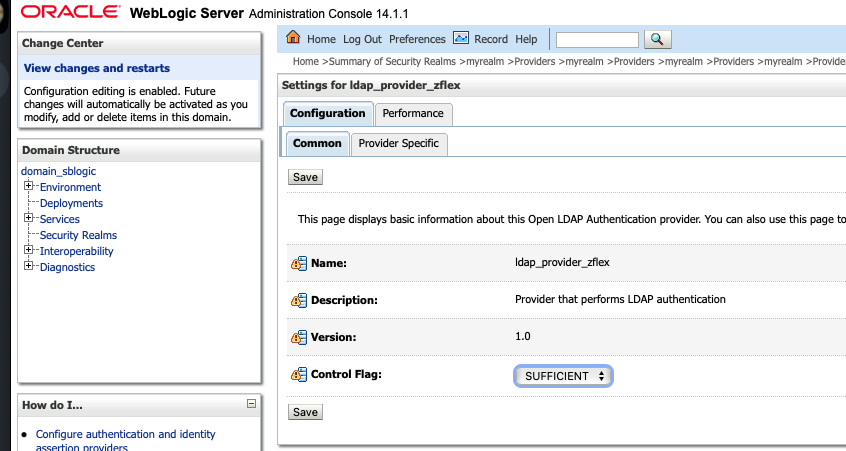 ORACLE WebLogic Server Administration Console 14.1.1
Change Center
View changes and restarts
Configuration editing is enabled. Future
changes will automatically be activated as you
modify, add or delete items in this domain.
Domain Structure
domain_sblogic
Environment
Deployments
Services
Security Realms
Interoperability
Diagnostics
How do I...
Configure authentication and identity
assertion providers
Home Log Out Preferences Record Help
Home >Summary of Security Realms >myrealm >Providers >myrealm >Providers >myrealm >Providers >myrealm >Provide
Settings for ldap_provider_zflex
Configuration Performance
Common Provider Specific
Save
This page displays basic information about this Open LDAP Authentication provider. You can also use this page to
Name: ldap_provider_zflex
Description: Provider that performs LDAP authentication
Version: 1.0
Control Flag: SUFFICIENT
Save